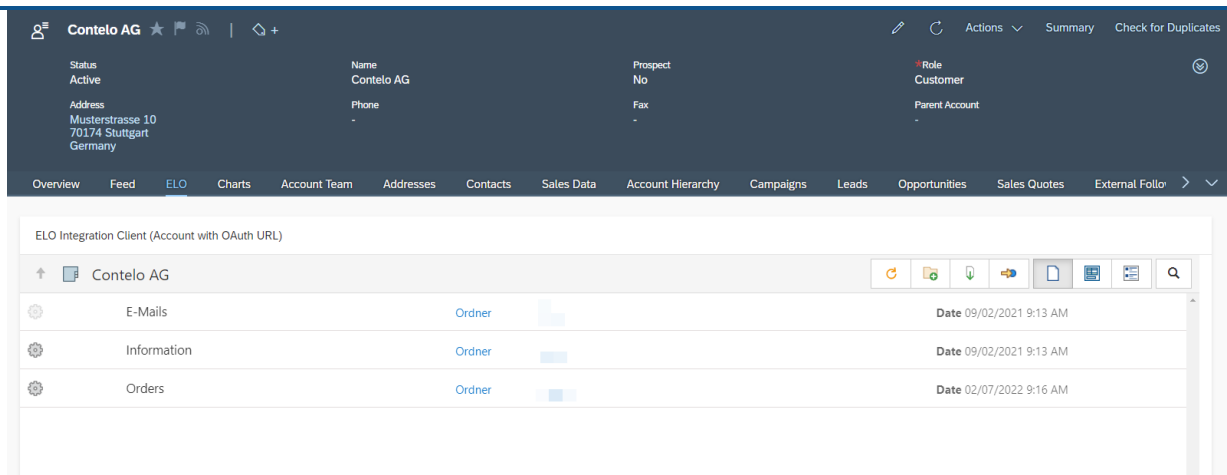 Contelo AG
Actions
Summary
Check for Duplicates
Status
Active
Name
Contelo AG
Prospect
No
*Role
Customer
Address
Musterstrasse 10
70174 Stuttgart
Germany
Phone
-
Fax
-
Parent Account
-
Overview
Feed
ELO
Charts
Account Team
Addresses
Contacts
Sales Data
Account Hierarchy
Campaigns
Leads
Opportunities
Sales Quotes
External Follo
ELO Integration Client (Account with OAuth URL)
Contelo AG
E-Mails Ordner Date 09/02/2021 9:13 AM
Information Ordner Date 09/02/2021 9:13 AM
Orders Ordner Date 02/07/2022 9:16 AM